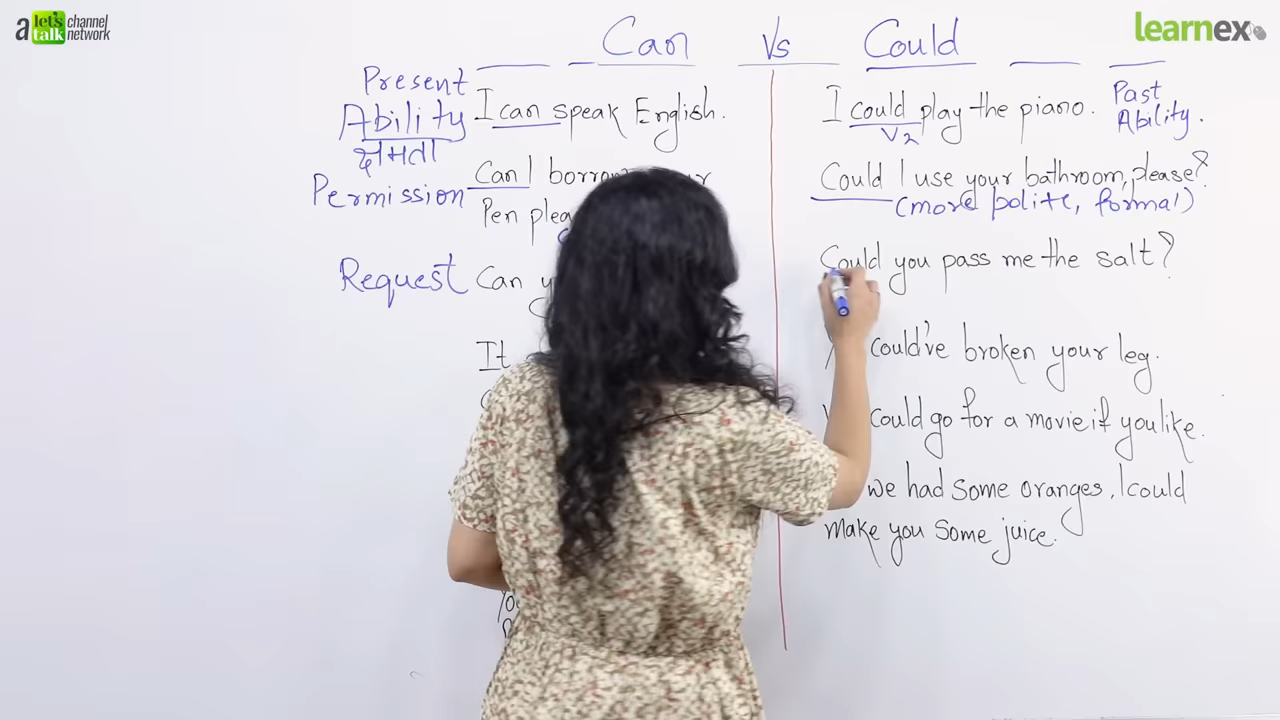 a let's talk channel network
learnex
Can Vs Could
Present
Ability
क्षमता
I can speak English.
I could play the piano.
V2
Past
Ability.
Permission
Can I
Pen
Could I use your bathroom, please?
(more polite, formal)
Request
Can
Could you pass me the salt?
It
could've broken your leg.
could go for a movie if you like.
we had some oranges, I could
make you some juice.